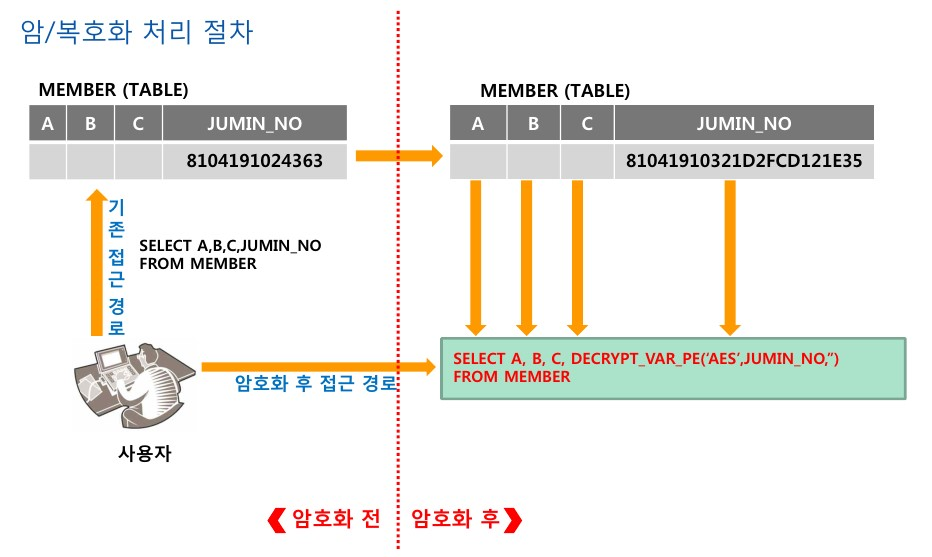 암/복호화 처리 절차
MEMBER (TABLE)
A B C JUMIN_NO
8104191024363
MEMBER (TABLE)
A B C JUMIN_NO
81041910321D2FCD121E35
기존 접근 경로
SELECT A,B,C,JUMIN_NO
FROM MEMBER
사용자
암호화 후 접근 경로
SELECT A, B, C, DECRYPT_VAR_PE(‘AES’,JUMIN_NO,’’)
FROM MEMBER
암호화 전
암호화 후